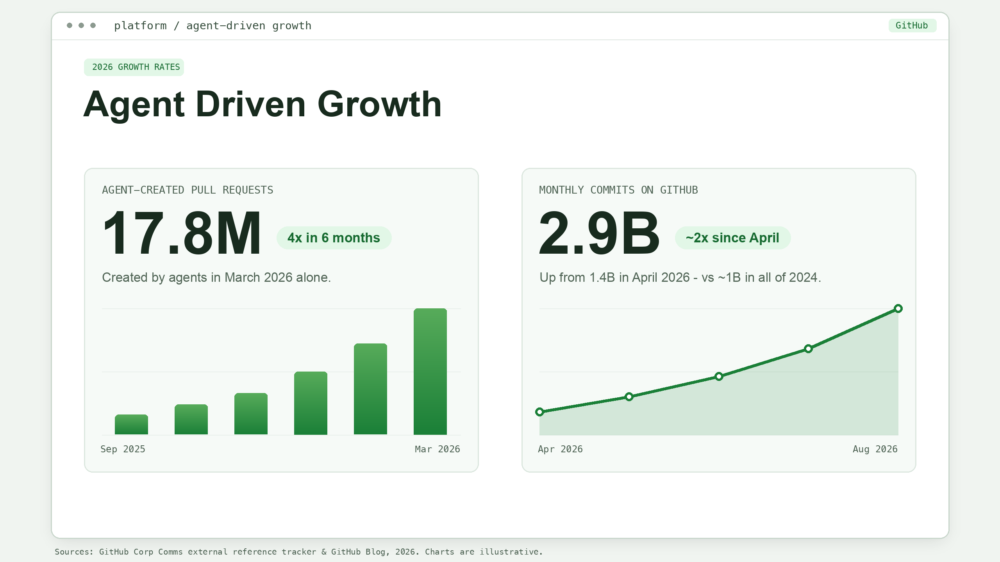 platform / agent–driven growth
GitHub
2026 GROWTH RATES
Agent Driven Growth
AGENT–CREATED PULL REQUESTS
17.8M
4x in 6 months
Created by agents in March 2026 alone.
Sep 2025
Mar 2026
MONTHLY COMMITS ON GITHUB
2.9B
~2x since April
Up from 1.4B in April 2026 - vs ~1B in all of 2024.
Apr 2026
Aug 2026
Sources: GitHub Corp Comms external reference tracker & GitHub Blog, 2026. Charts are illustrative.